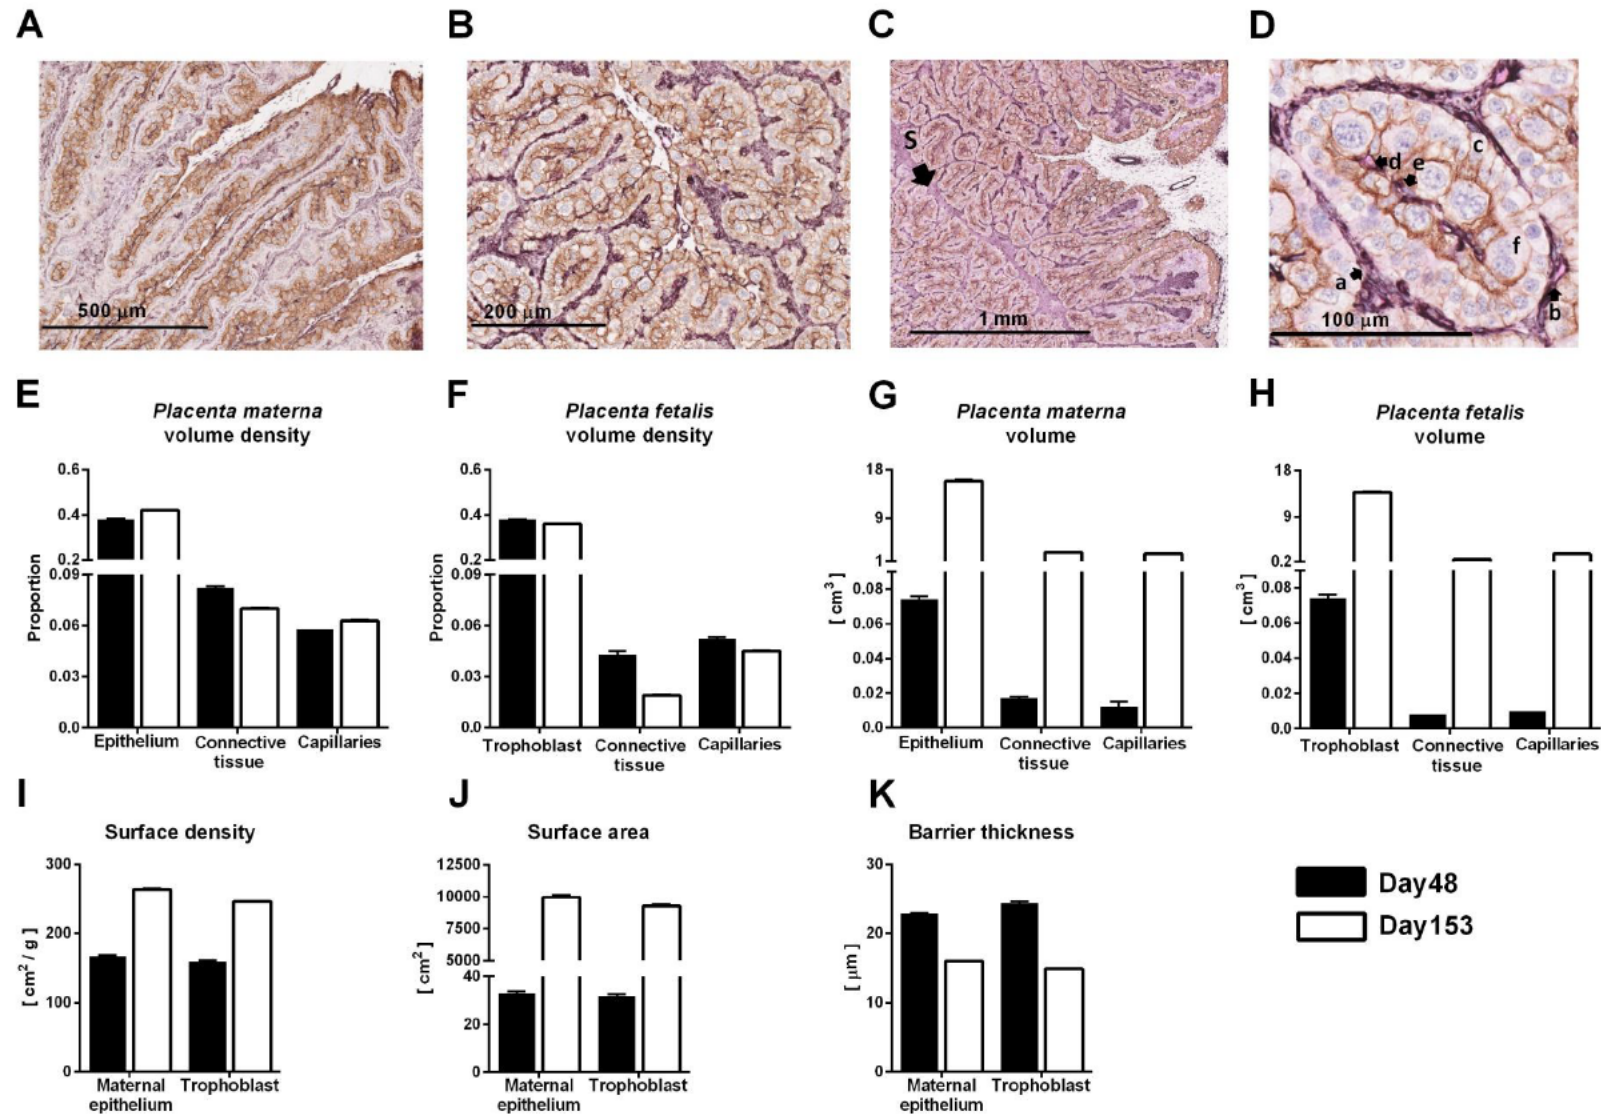 A
B
C
D
500 μm
200 μm
S
1 mm
c
d
e
f
a
b
100 μm
E
Placenta materna
volume density
F
Placenta fetalis
volume density
G
Placenta materna
volume
H
Placenta fetalis
volume
Proportion
0.6
0.4
0.2
0.09
0.06
0.03
0.0
Epithelium Connective tissue Capillaries
Proportion
0.6
0.4
0.2
0.09
0.06
0.03
0.0
Trophoblast Connective tissue Capillaries
[ cm³ ]
18
9
1
0.08
0.06
0.04
0.02
0.0
Epithelium Connective tissue Capillaries
[ cm³ ]
18
9
0.2
0.08
0.06
0.04
0.02
0.0
Trophoblast Connective tissue Capillaries
I
Surface density
[ cm² / g ]
300
200
100
0
Maternal epithelium Trophoblast
J
Surface area
[ cm² ]
12500
10000
7500
5000
40
20
0
Maternal epithelium Trophoblast
K
Barrier thickness
[ μm ]
30
20
10
0
Maternal epithelium Trophoblast
Day48
Day153